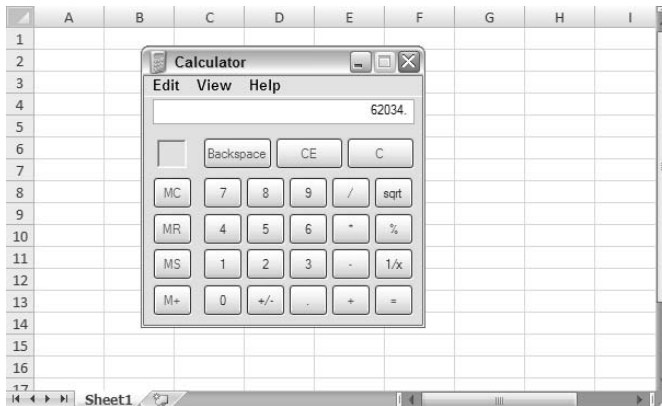 A B C D E F G H I
1
2
Calculator
3
Edit View Help
4
62034.
5
6
Backspace CE C
7
8
MC 7 8 9 / sqrt
9
10
MR 4 5 6 * %
11
MS 1 2 3 - 1/x
12
13
M+ 0 +/- . + =
14
15
16
17
Sheet1